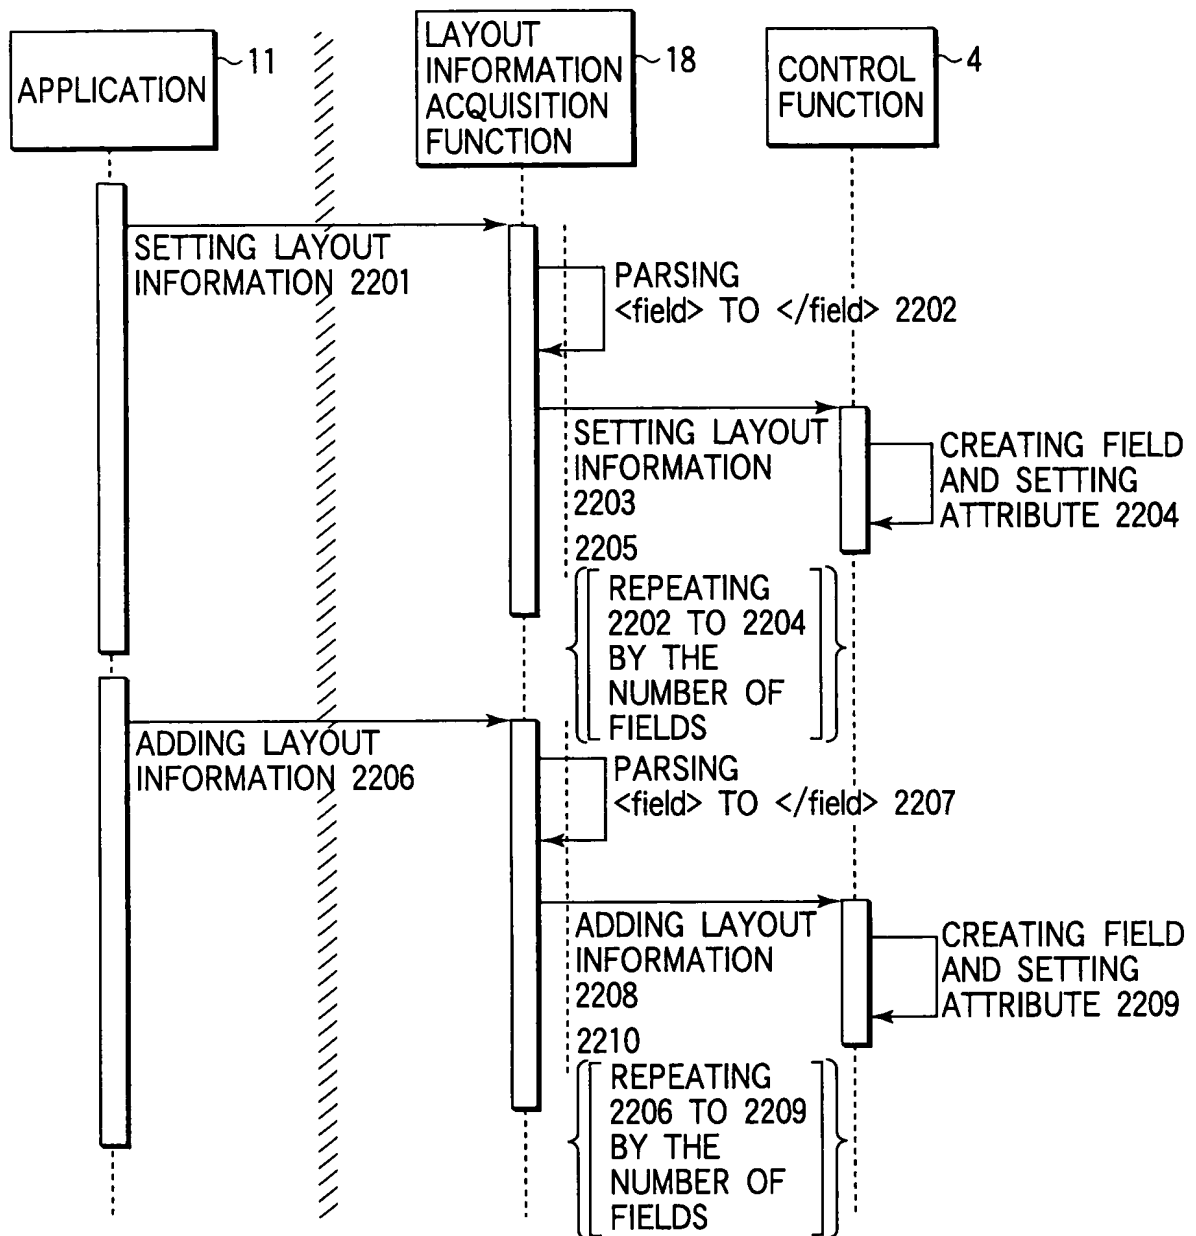 APPLICATION
~11
LAYOUT
INFORMATION
ACQUISITION
FUNCTION
~18
CONTROL
FUNCTION
~4
SETTING LAYOUT
INFORMATION 2201
PARSING
<field> TO </field> 2202
SETTING LAYOUT
INFORMATION
2203
CREATING FIELD
AND SETTING
ATTRIBUTE 2204
2205
REPEATING
2202 TO 2204
BY THE
NUMBER OF
FIELDS
ADDING LAYOUT
INFORMATION 2206
PARSING
<field> TO </field> 2207
ADDING LAYOUT
INFORMATION
2208
CREATING FIELD
AND SETTING
ATTRIBUTE 2209
2210
REPEATING
2206 TO 2209
BY THE
NUMBER OF
FIELDS